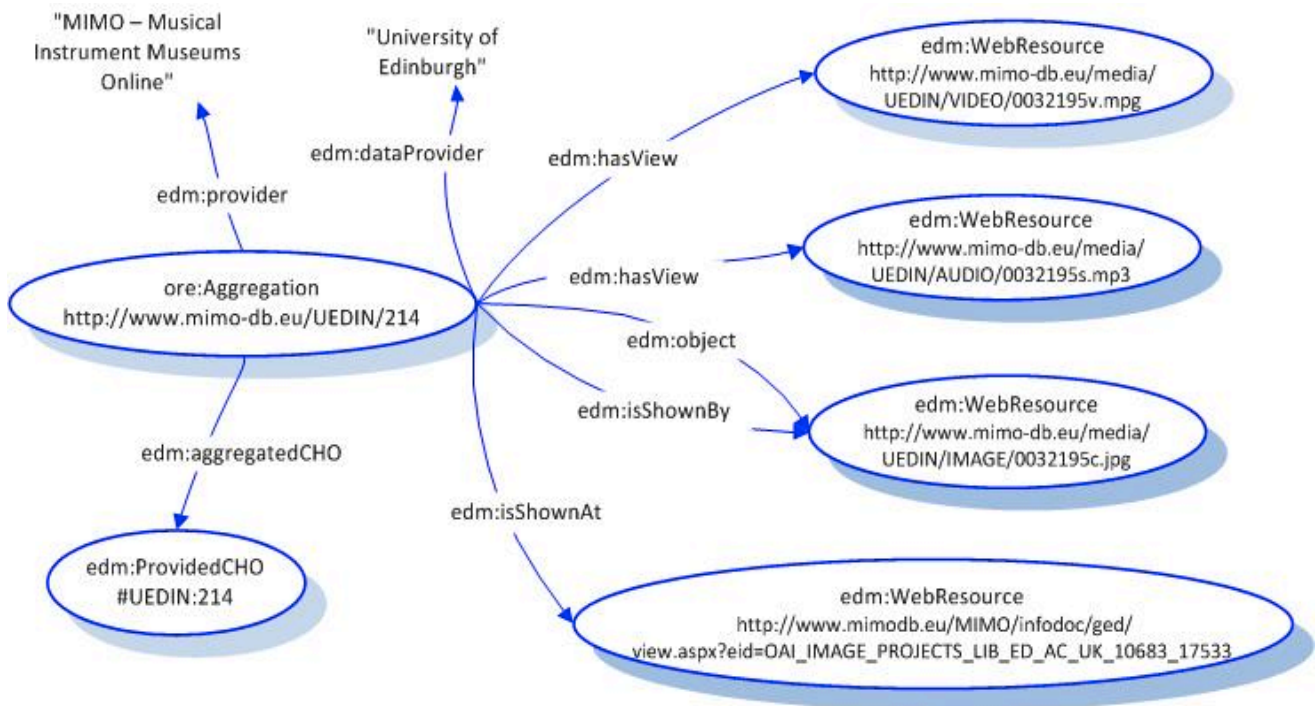 "MIMO – Musical
Instrument Museums
Online"
"University of
Edinburgh"
edm:WebResource
http://www.mimo-db.eu/media/
UEDIN/VIDEO/0032195v.mpg
edm:dataProvider
edm:hasView
edm:provider
edm:WebResource
http://www.mimo-db.eu/media/
UEDIN/AUDIO/0032195s.mp3
edm:hasView
ore:Aggregation
http://www.mimo-db.eu/UEDIN/214
edm:object
edm:isShownBy
edm:WebResource
http://www.mimo-db.eu/media/
UEDIN/IMAGE/0032195c.jpg
edm:aggregatedCHO
edm:isShownAt
edm:ProvidedCHO
#UEDIN:214
edm:WebResource
http://www.mimodb.eu/MIMO/infodoc/ged/
view.aspx?eid=OAI_IMAGE_PROJECTS_LIB_ED_AC_UK_10683_17533